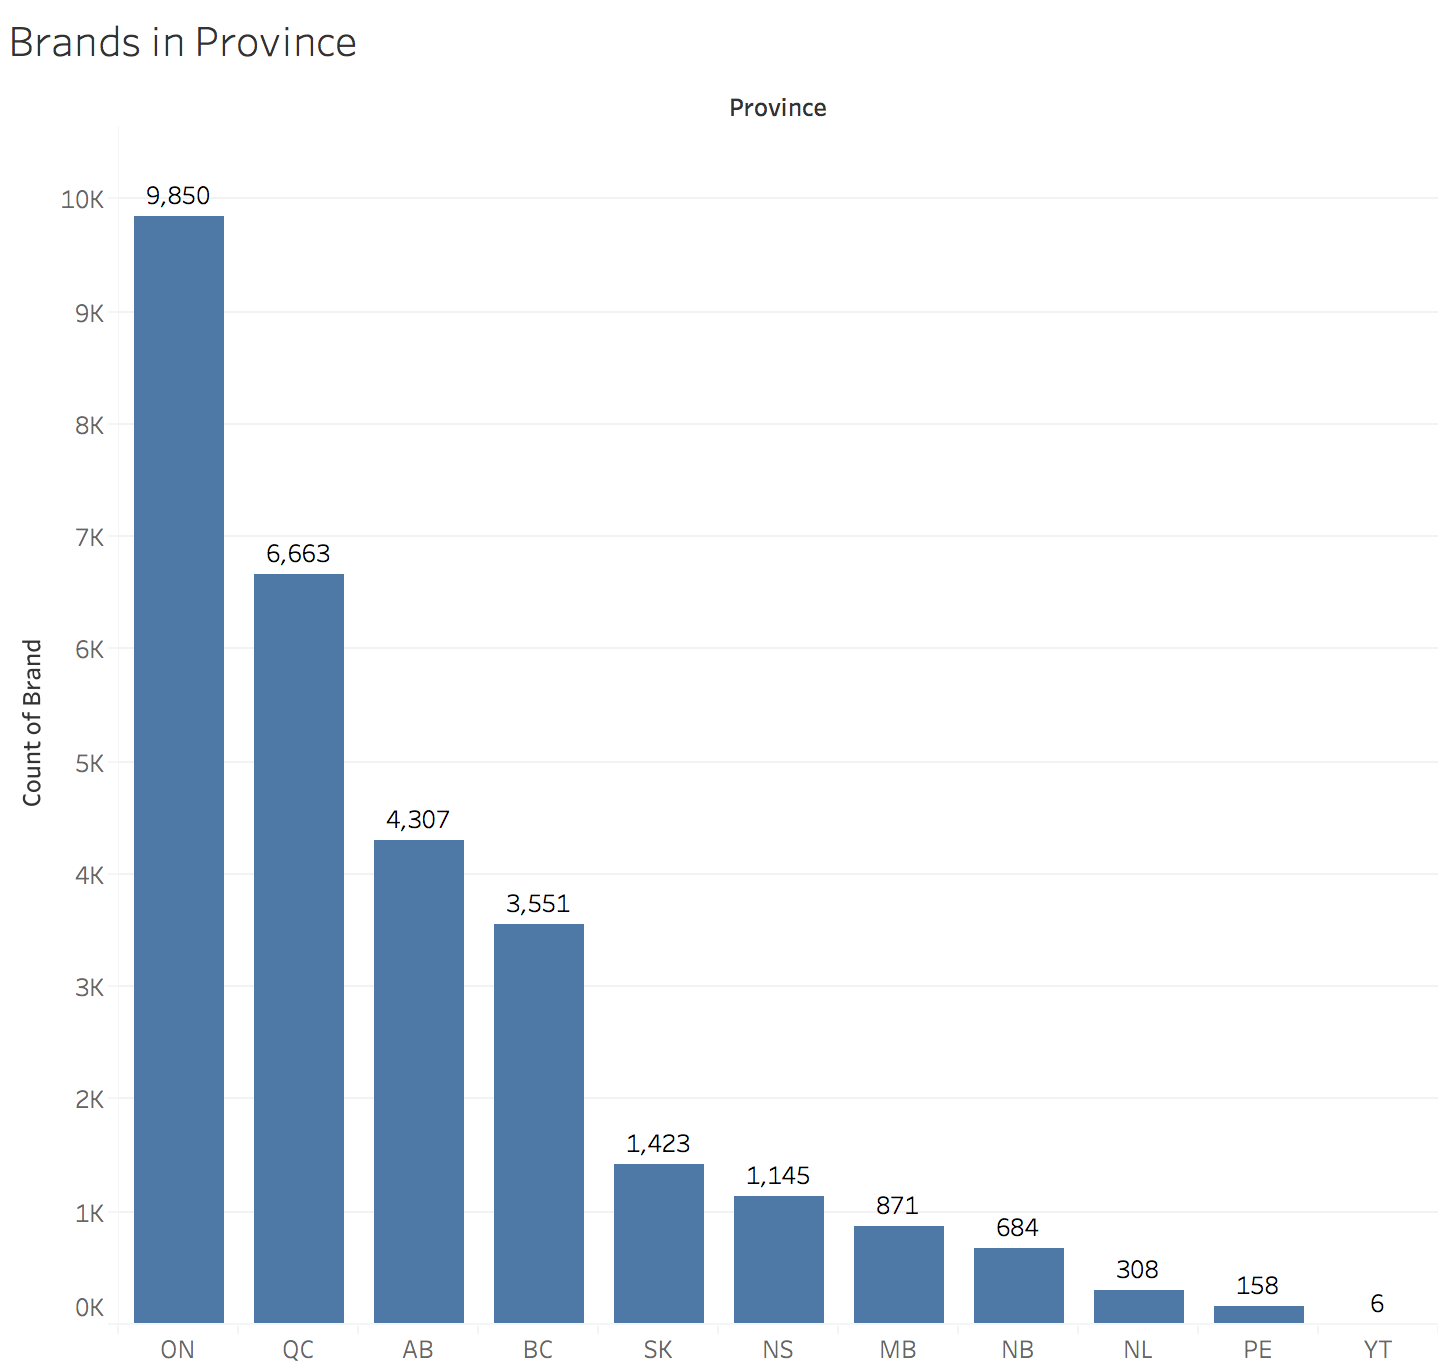 Brands in Province
Province
Count of Brand
10K
9K
8K
7K
6K
5K
4K
3K
2K
1K
0K
9,850
6,663
4,307
3,551
1,423
1,145
871
684
308
158
6
ON QC AB BC SK NS MB NB NL PE YT